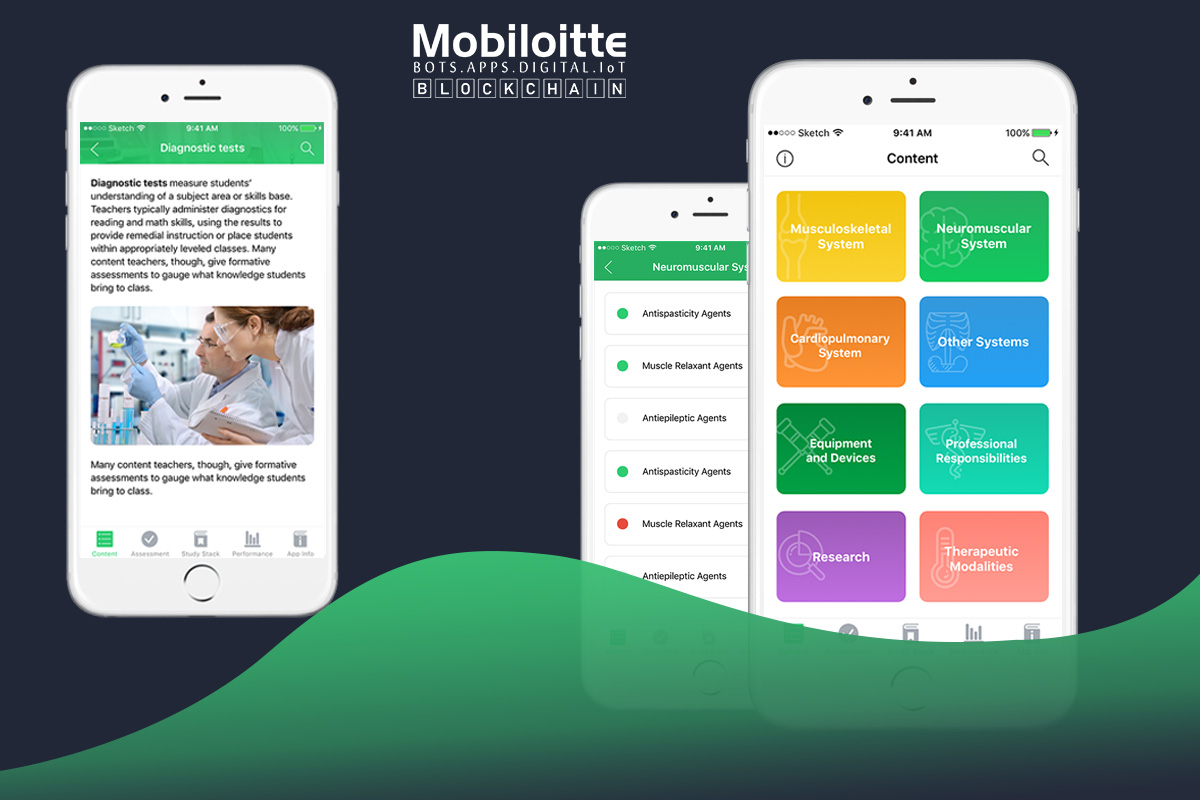 Mobiloitte
BOTS.APPS.DIGITAL.IoT
BLOCKCHAIN
Sketch
9:41 AM
100%
Diagnostic tests
Diagnostic tests measure students'
understanding of a subject area or skills base.
Teachers typically administer diagnostics for
reading and math skills, using the results to
provide remedial instruction or place students
within appropriately leveled classes. Many
content teachers, though, give formative
assessments to gauge what knowledge students
bring to class.
Many content teachers, though, give formative
assessments to gauge what knowledge students
bring to class.
Content
Assessment
Study Stack
Performance
App Info
Sketch
9:41 AM
Neuromuscular Sys
Antispasticity Agents
Muscle Relaxant Agents
Antiepileptic Agents
Antispasticity Agents
Muscle Relaxant Agents
Antiepileptic Agents
Sketch
9:41 AM
100%
Content
Musculoskeletal
System
Neuromuscular
System
Cardiopulmonary
System
Other Systems
Equipment
and Devices
Professional
Responsibilities
Research
Therapeutic
Modalities